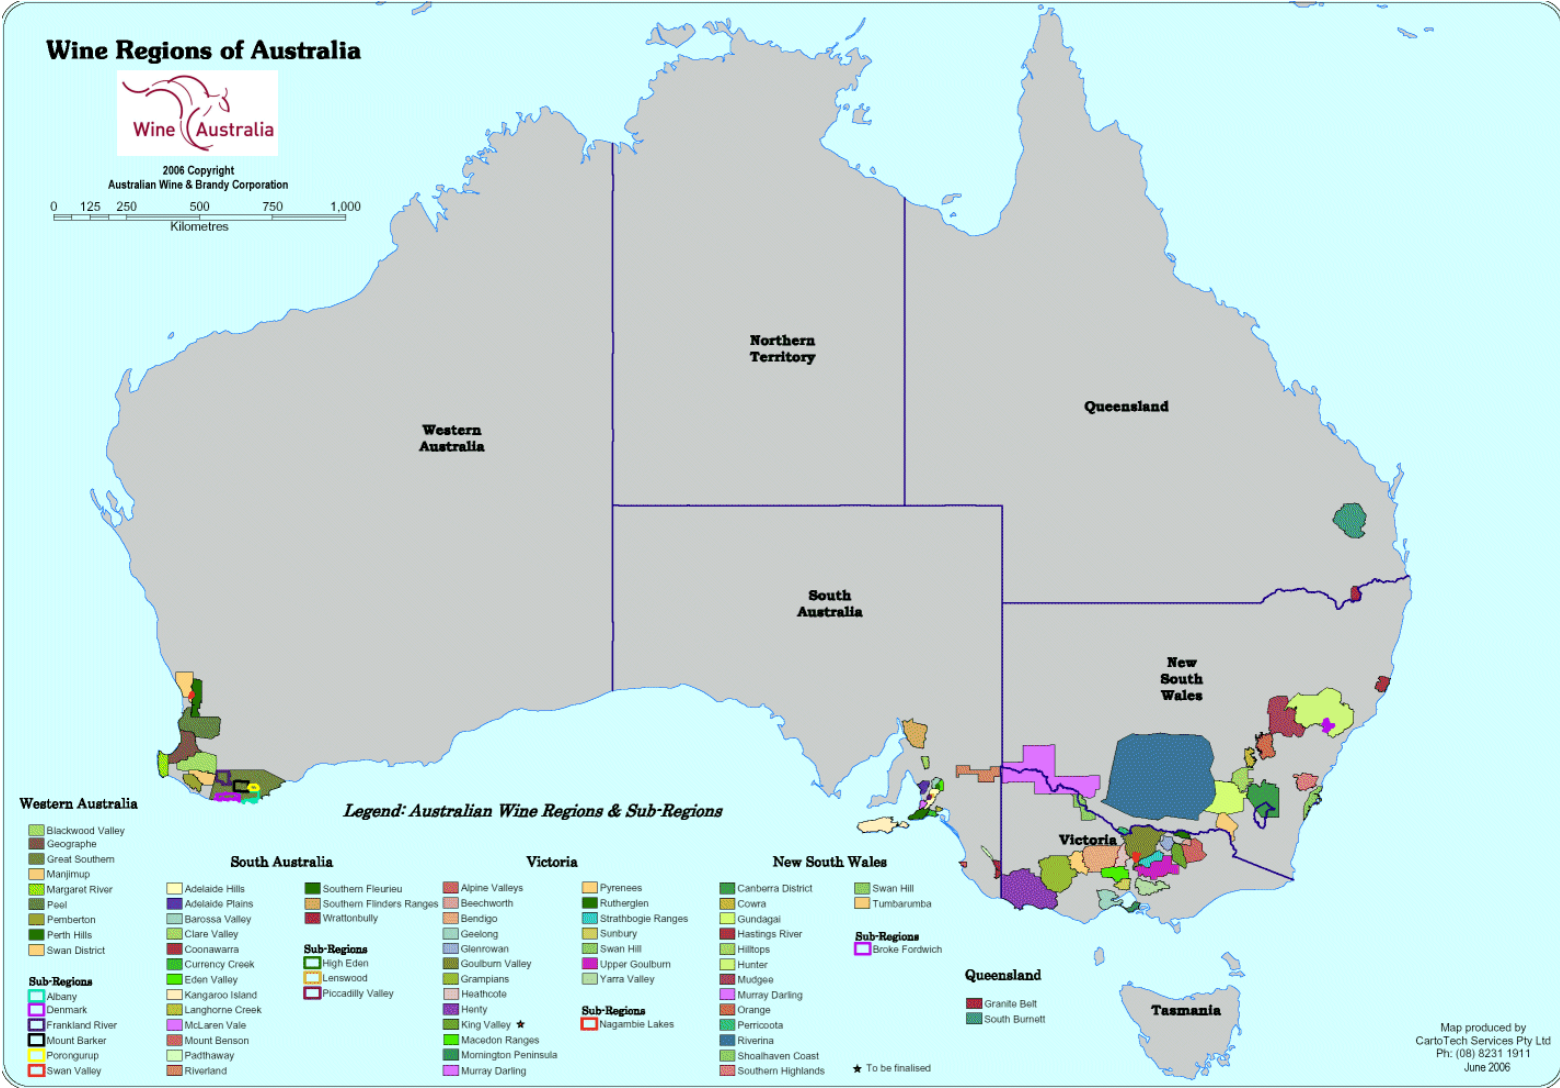 Wine Regions of Australia
Wine Australia
2006 Copyright
Australian Wine & Brandy Corporation
0 125 250 500 750 1,000
Kilometres
Northern
Territory
Queensland
Western
Australia
South
Australia
New
South
Wales
Victoria
Tasmania
Legend: Australian Wine Regions & Sub-Regions
Western Australia
Blackwood Valley
Geographe
Great Southern
Manjimup
Margaret River
Peel
Pemberton
Perth Hills
Swan District
Sub-Regions
Albany
Denmark
Frankland River
Mount Barker
Porongurup
Swan Valley
South Australia
Adelaide Hills
Adelaide Plains
Barossa Valley
Clare Valley
Coonawarra
Currency Creek
Eden Valley
Kangaroo Island
Langhorne Creek
McLaren Vale
Mount Benson
Padthaway
Riverland
Southern Fleurieu
Southern Flinders Ranges
Wrattonbully
Sub-Regions
High Eden
Lenswood
Piccadilly Valley
Victoria
Alpine Valleys
Beechworth
Bendigo
Geelong
Glenrowan
Goulburn Valley
Grampians
Heathcote
Henty
King Valley ★
Macedon Ranges
Mornington Peninsula
Murray Darling
Pyrenees
Rutherglen
Strathbogie Ranges
Sunbury
Swan Hill
Upper Goulburn
Yarra Valley
Sub-Regions
Nagambie Lakes
New South Wales
Canberra District
Cowra
Gundagai
Hastings River
Hilltops
Hunter
Mudgee
Murray Darling
Orange
Perricoota
Riverina
Shoalhaven Coast
Southern Highlands
Swan Hill
Tumbarumba
Sub-Regions
Broke Fordwich
★ To be finalised
Queensland
Granite Belt
South Burnett
Map produced by
CartoTech Services Pty Ltd
Ph: (08) 8231 1911
June 2006